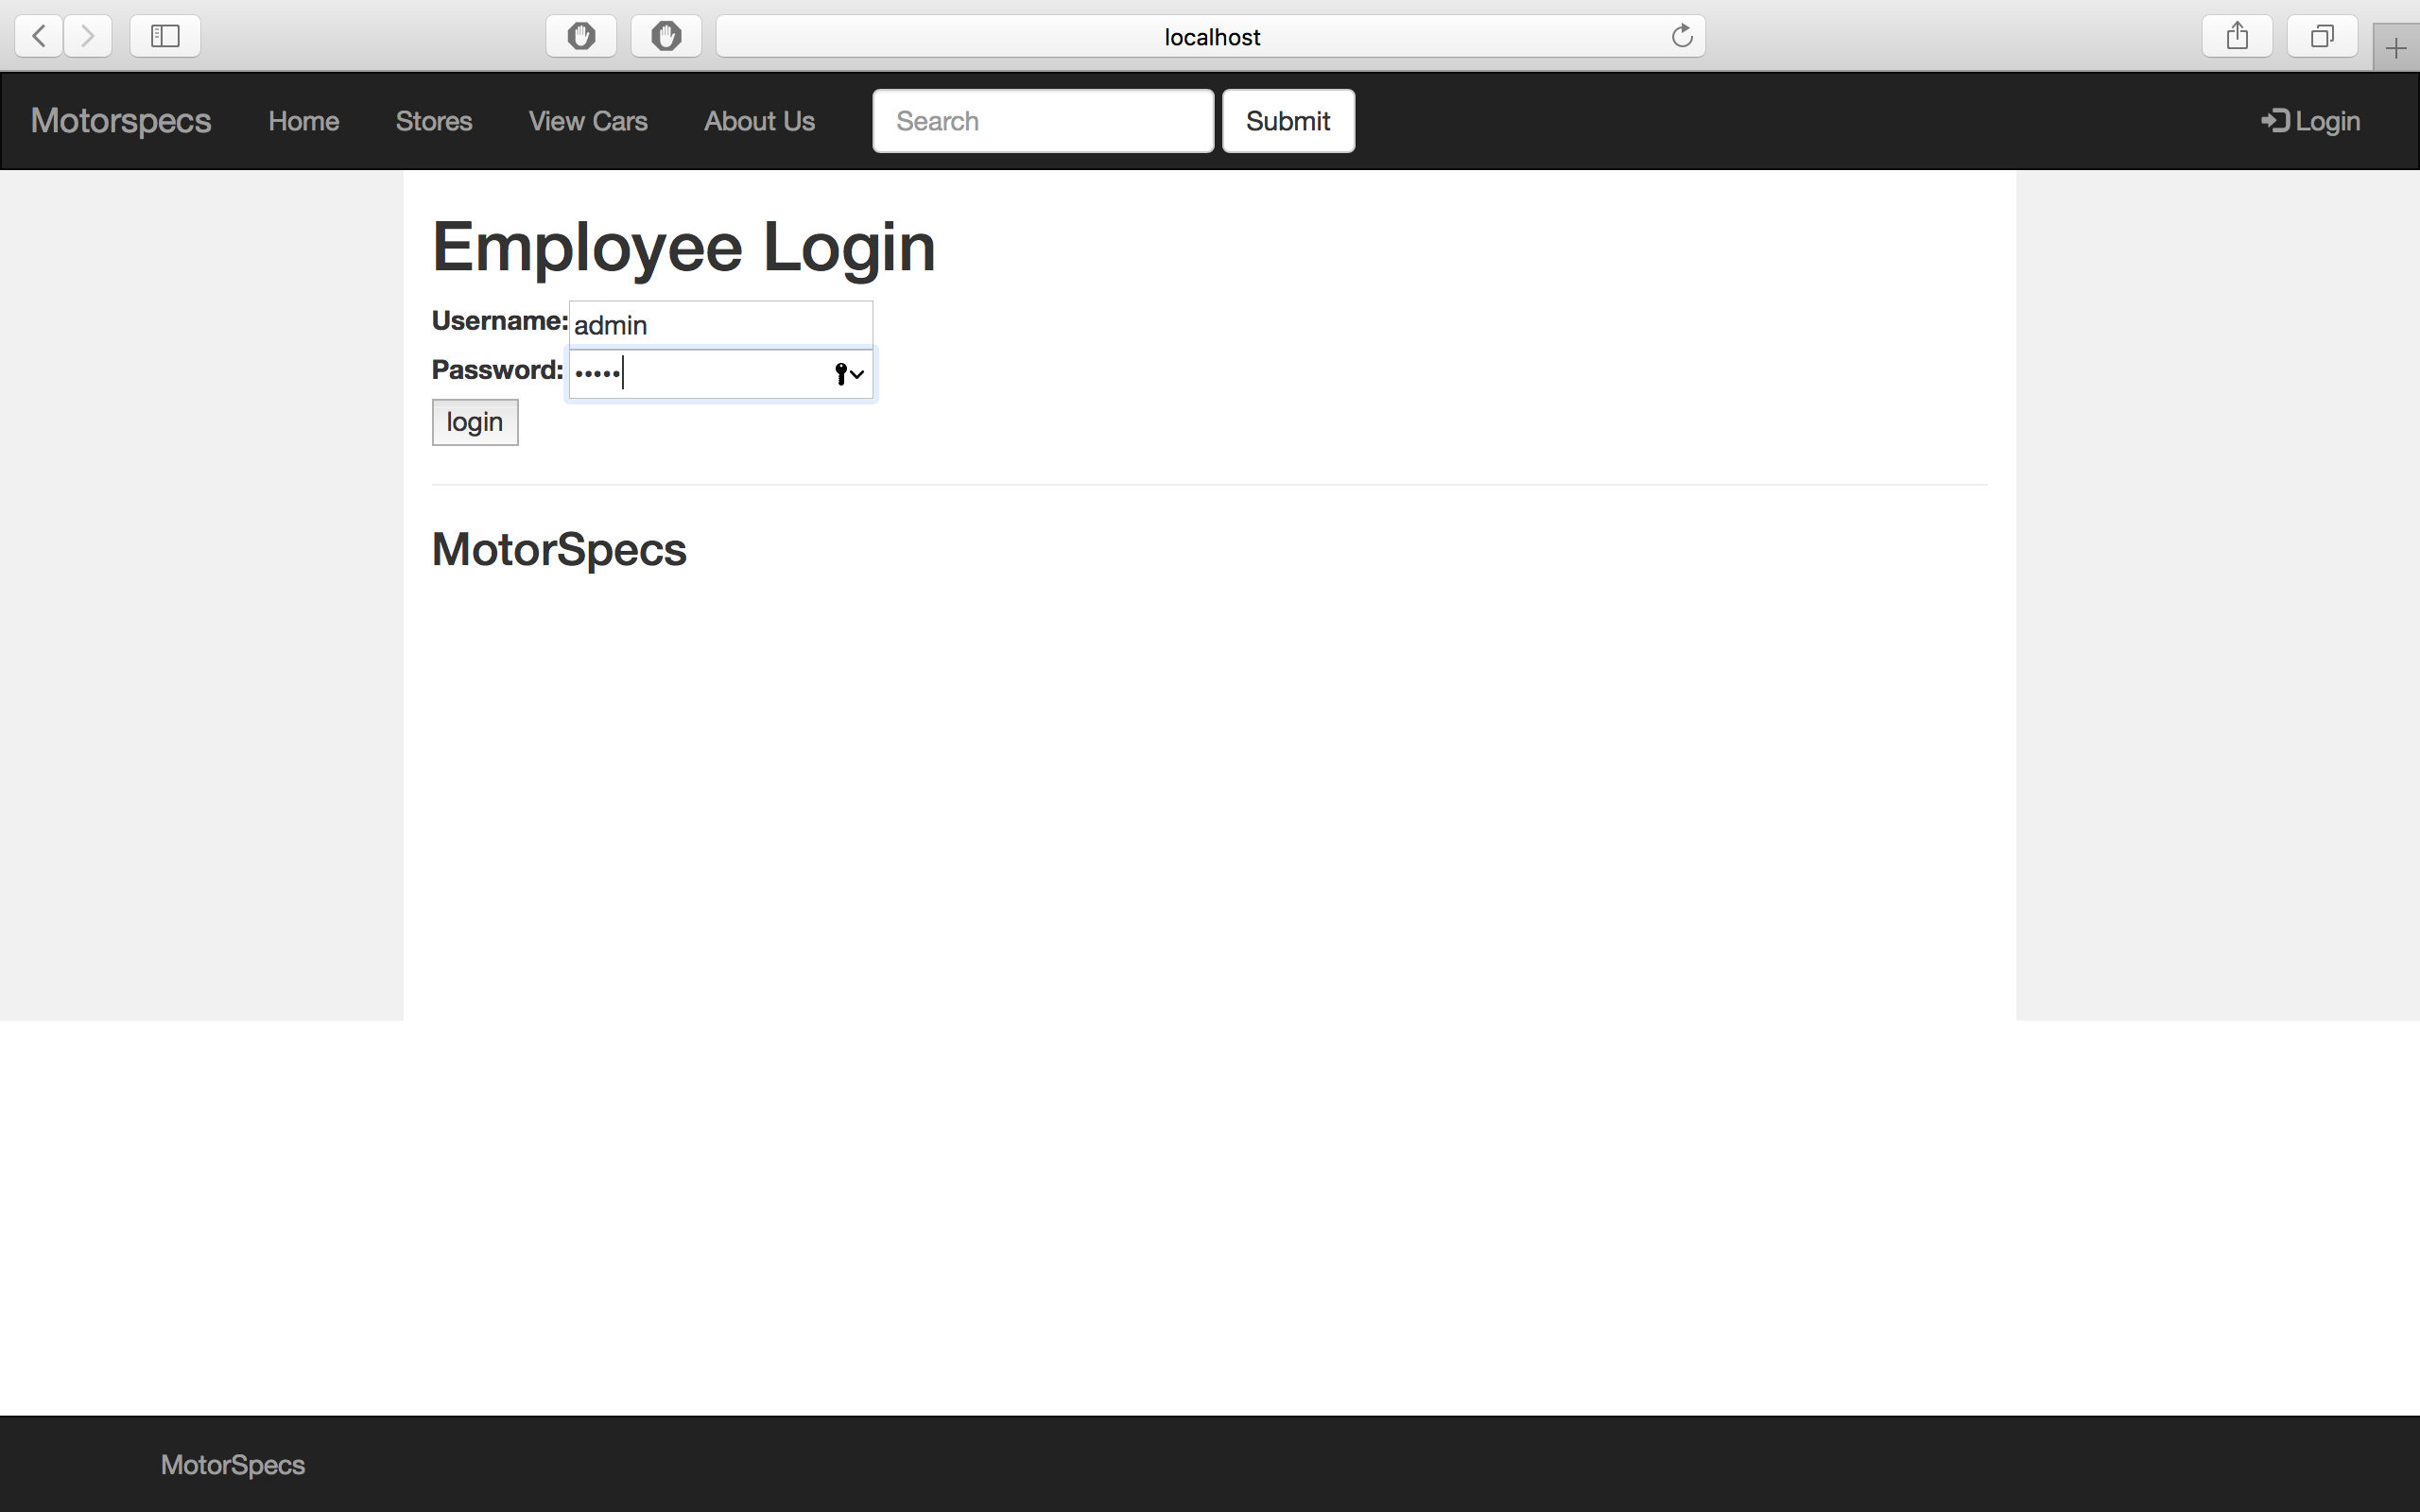 localhost
Motorspecs Home Stores View Cars About Us Search Submit Login
Employee Login
Username: admin
Password: •••••
login
MotorSpecs
MotorSpecs